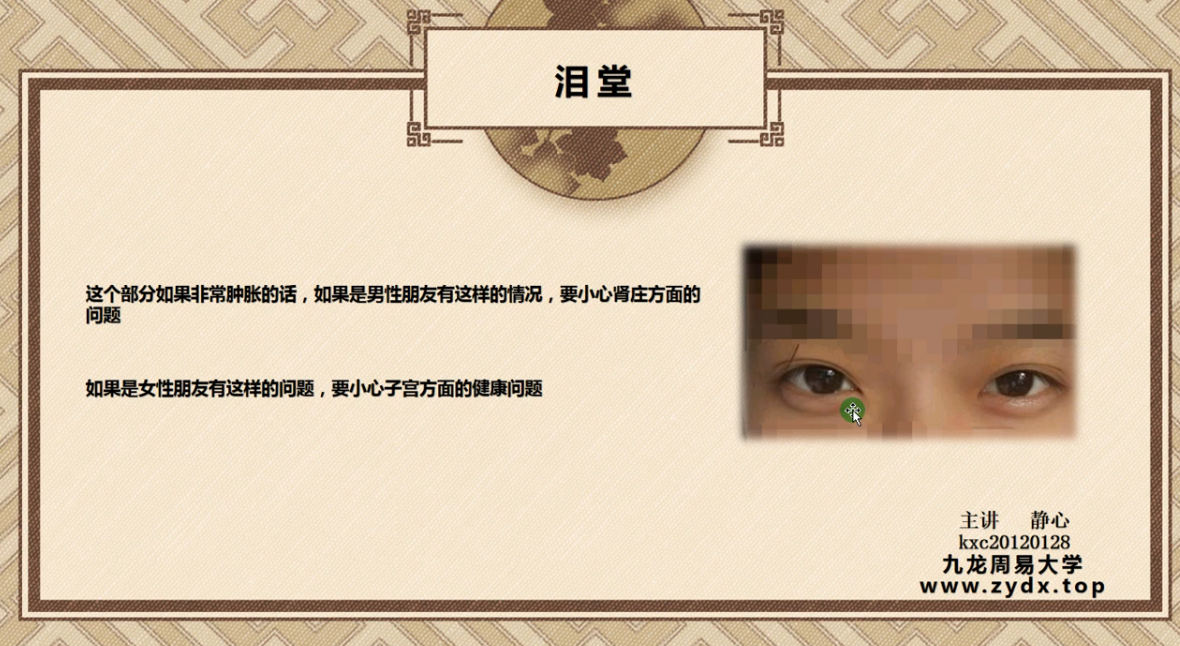 泪堂
这个部分如果非常肿胀的话，如果是男性朋友有这样的情况，要小心肾庄方面的
问题
如果是女性朋友有这样的问题，要小心子宫方面的健康问题
主讲 静心
kxc20120128
九龙周易大学
www.zydx.top